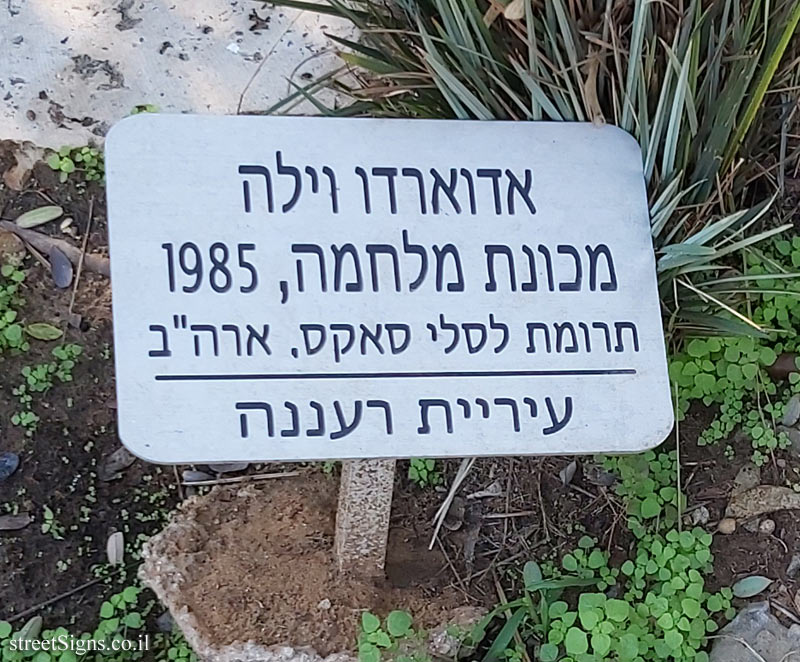 אדוארדו וילה
מכונת מלחמה, 1985
תרומת לסלי סאקס. ארה"ב
עיריית רעננה
streetSigns.co.il